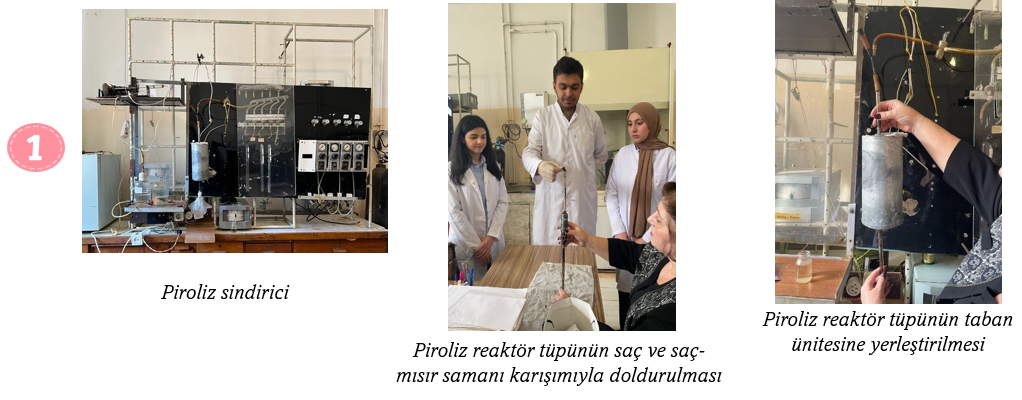 1
Piroliz sindirici
Piroliz reaktör tüpünün saç ve saç-
mısır samanı karışımıyla doldurulması
Piroliz reaktör tüpünün taban
ünitesine yerleştirilmesi